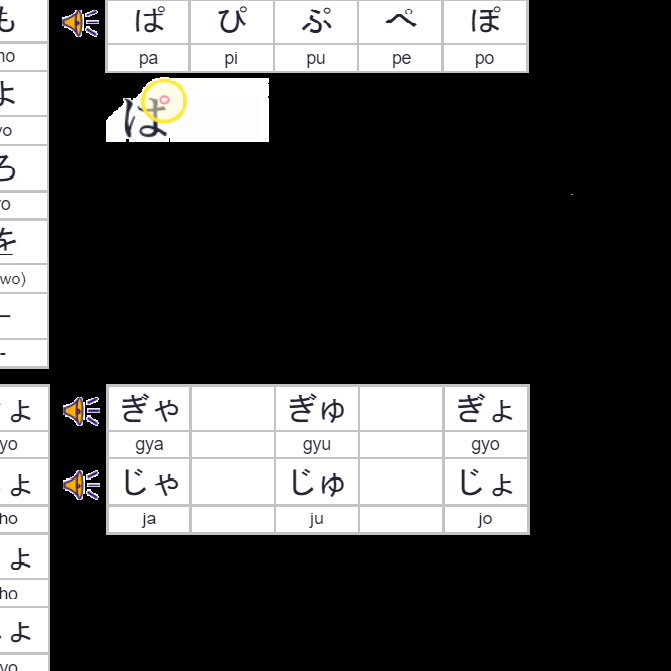 も ぱ ぴ ぷ ぺ ぽ
mo pa pi pu pe po
よ ぱ
yo
ろ
ro
を
(wo)
ょ ぎゃ ぎゅ ぎょ
yo gya gyu gyo
ょ じゃ じゅ じょ
ho ja ju jo
ょ
ho
ょ
yo